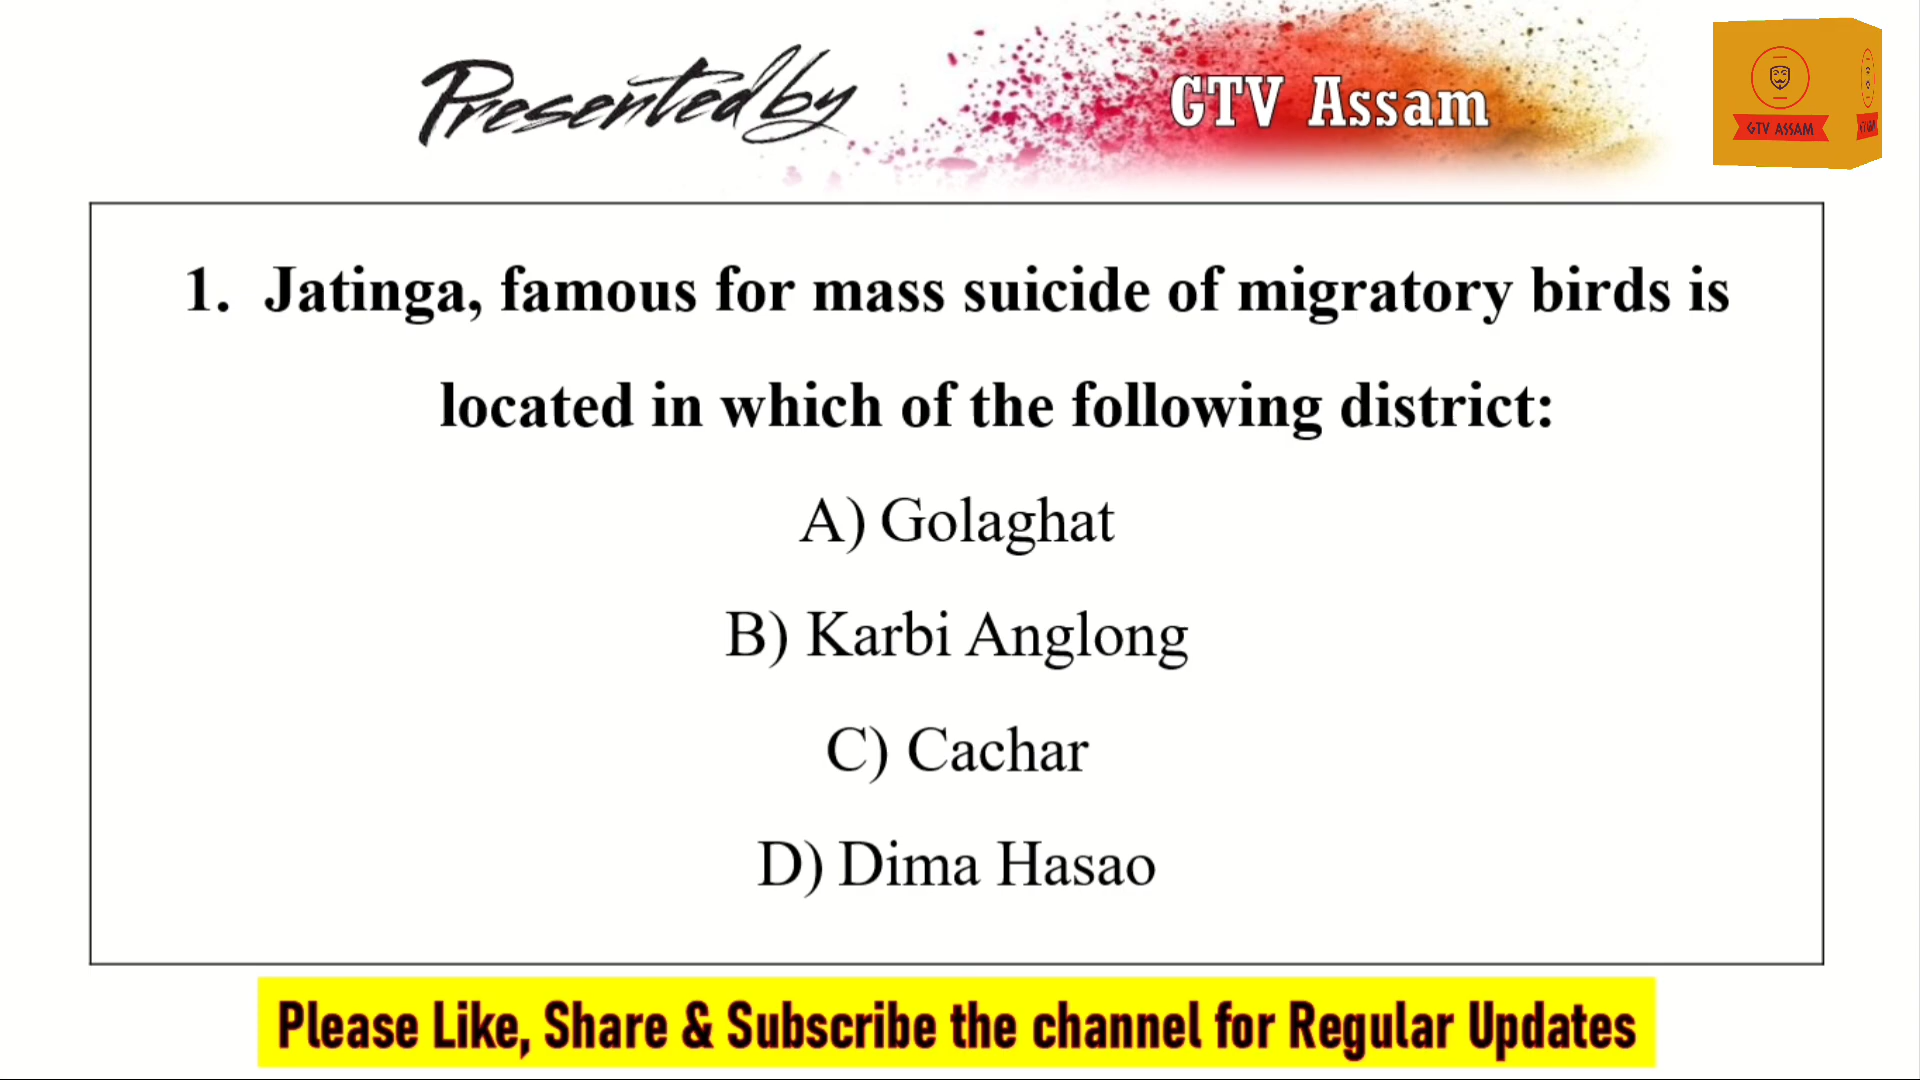 Presented by
GTV Assam
GTV ASSAM
1. Jatinga, famous for mass suicide of migratory birds is
located in which of the following district:
A) Golaghat
B) Karbi Anglong
C) Cachar
D) Dima Hasao
Please Like, Share & Subscribe the channel for Regular Updates